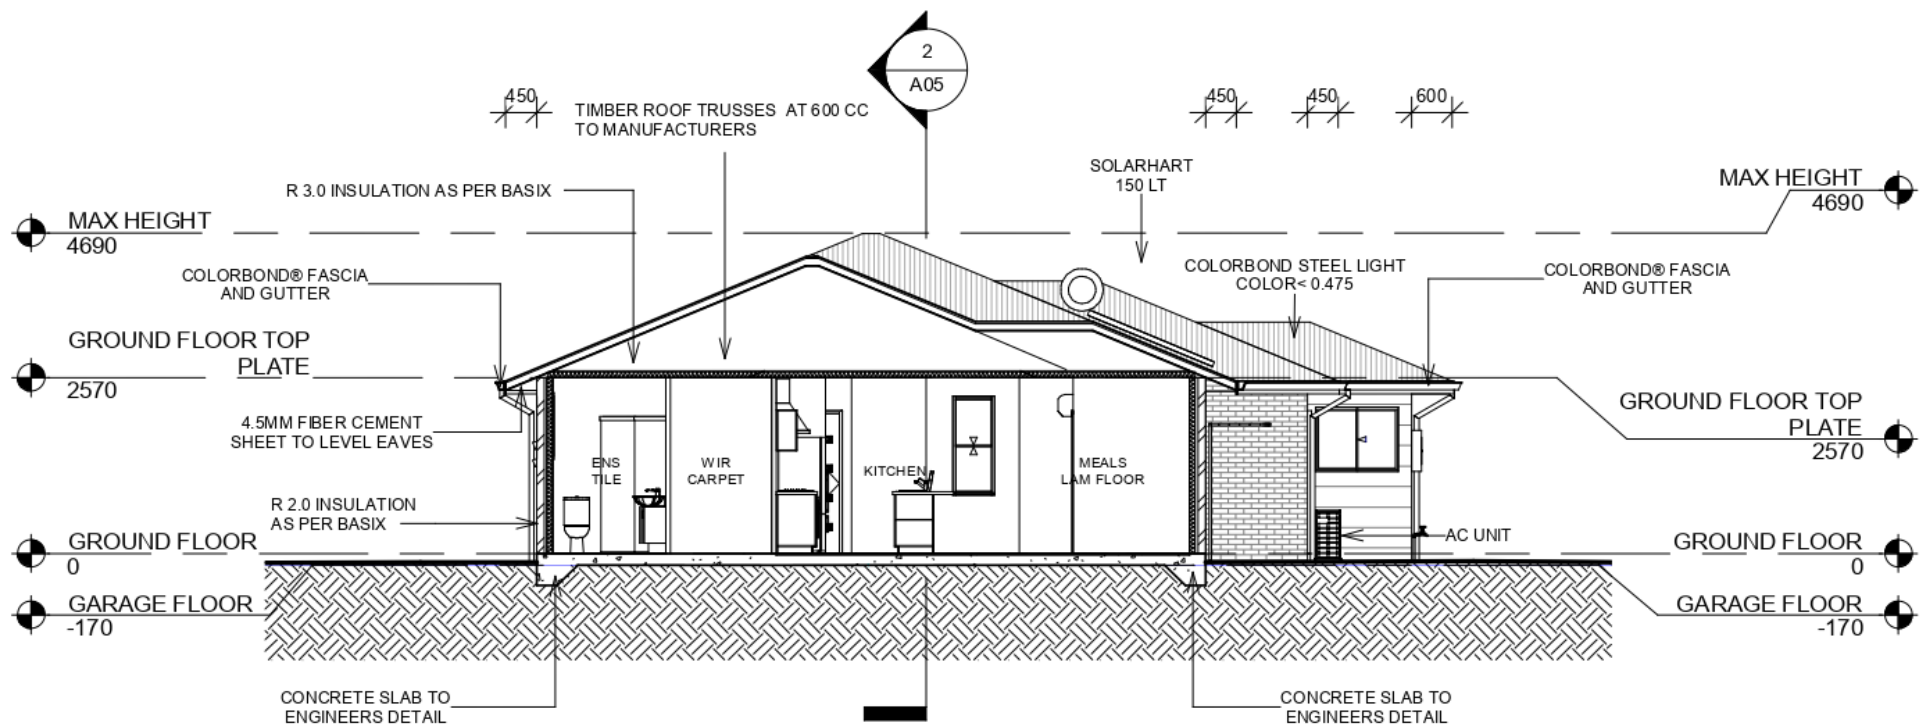 2
A05
450
TIMBER ROOF TRUSSES AT 600 CC
TO MANUFACTURERS
450
450
600
SOLARHART
150 LT
R 3.0 INSULATION AS PER BASIX
MAX HEIGHT
4690
MAX HEIGHT
4690
COLORBOND® FASCIA
AND GUTTER
COLORBOND STEEL LIGHT
COLOR< 0.475
COLORBOND® FASCIA
AND GUTTER
GROUND FLOOR TOP
PLATE
2570
4.5MM FIBER CEMENT
SHEET TO LEVEL EAVES
GROUND FLOOR TOP
PLATE
2570
ENS
TILE
WIR
CARPET
KITCHEN
MEALS
LAM FLOOR
R 2.0 INSULATION
AS PER BASIX
AC UNIT
GROUND FLOOR
0
GROUND FLOOR
0
GARAGE FLOOR
-170
GARAGE FLOOR
-170
CONCRETE SLAB TO
ENGINEERS DETAIL
CONCRETE SLAB TO
ENGINEERS DETAIL